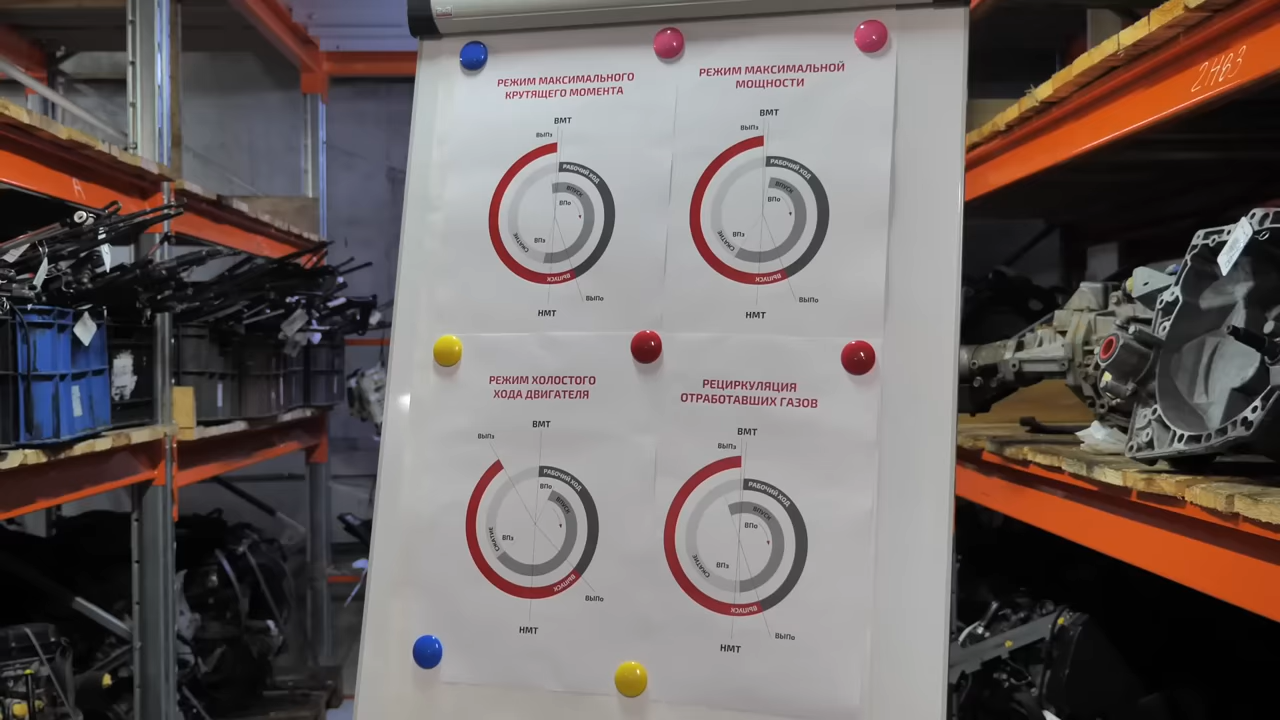 РЕЖИМ МАКСИМАЛЬНОГО
КРУТЯЩЕГО МОМЕНТА
ВМТ
ВЫПз
РАБОЧИЙ ХОД
ВПУСК
ВПо
ВПз
СЖАТИЕ
ВЫПУСК
ВЫПо
НМТ
РЕЖИМ МАКСИМАЛЬНОЙ
МОЩНОСТИ
ВМТ
ВЫПз
РАБОЧИЙ ХОД
ВПУСК
ВПо
ВПз
СЖАТИЕ
ВЫПУСК
ВЫПо
НМТ
РЕЖИМ ХОЛОСТОГО
ХОДА ДВИГАТЕЛЯ
ВМТ
ВЫПз
РАБОЧИЙ ХОД
ВПо
ВПУСК
ВПз
СЖАТИЕ
ВЫПУСК
ВЫПо
НМТ
РЕЦИРКУЛЯЦИЯ
ОТРАБОТАВШИХ ГАЗОВ
ВМТ
ВЫПз
РАБОЧИЙ ХОД
ВПУСК
ВПо
ВПз
СЖАТИЕ
ВЫПУСК
ВЫПо
НМТ